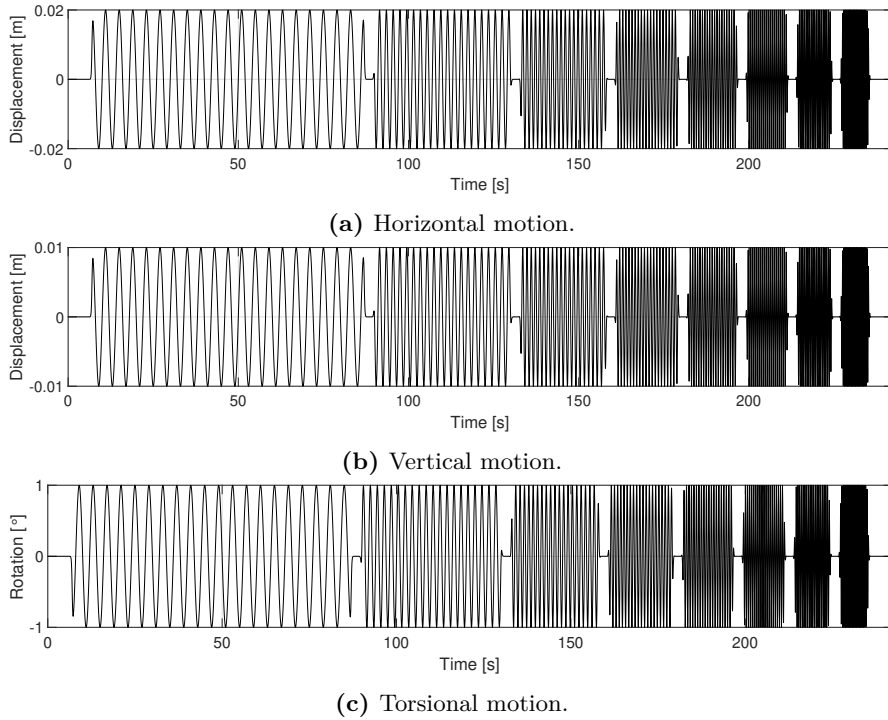 0.02
0
-0.02
Displacement [m]
0 50 100 150 200
Time [s]
(a) Horizontal motion.
0.01
0
-0.01
Displacement [m]
0 50 100 150 200
Time [s]
(b) Vertical motion.
1
0
-1
Rotation [°]
0 50 100 150 200
Time [s]
(c) Torsional motion.